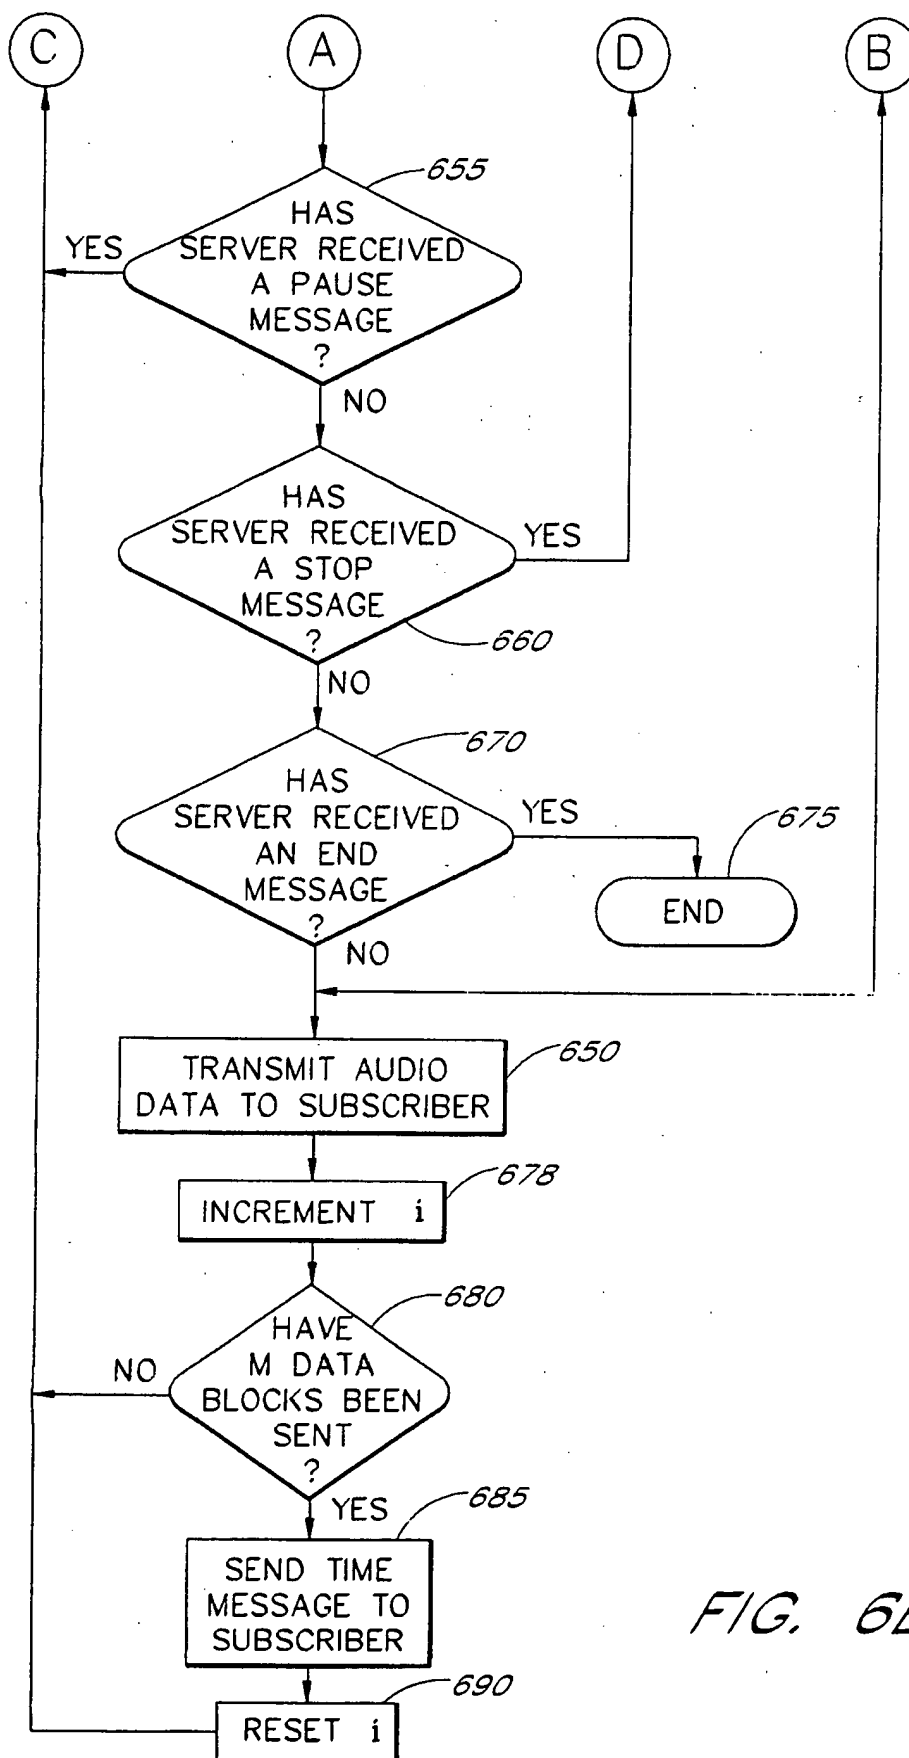 C
A
D
B
655
HAS
SERVER RECEIVED
A PAUSE
MESSAGE
?
YES
NO
HAS
SERVER RECEIVED
A STOP
MESSAGE
?
YES
660
NO
670
HAS
SERVER RECEIVED
AN END
MESSAGE
?
YES
675
END
NO
650
TRANSMIT AUDIO
DATA TO SUBSCRIBER
678
INCREMENT i
680
HAVE
M DATA
BLOCKS BEEN
SENT
?
NO
YES
685
SEND TIME
MESSAGE TO
SUBSCRIBER
690
RESET i
FIG.